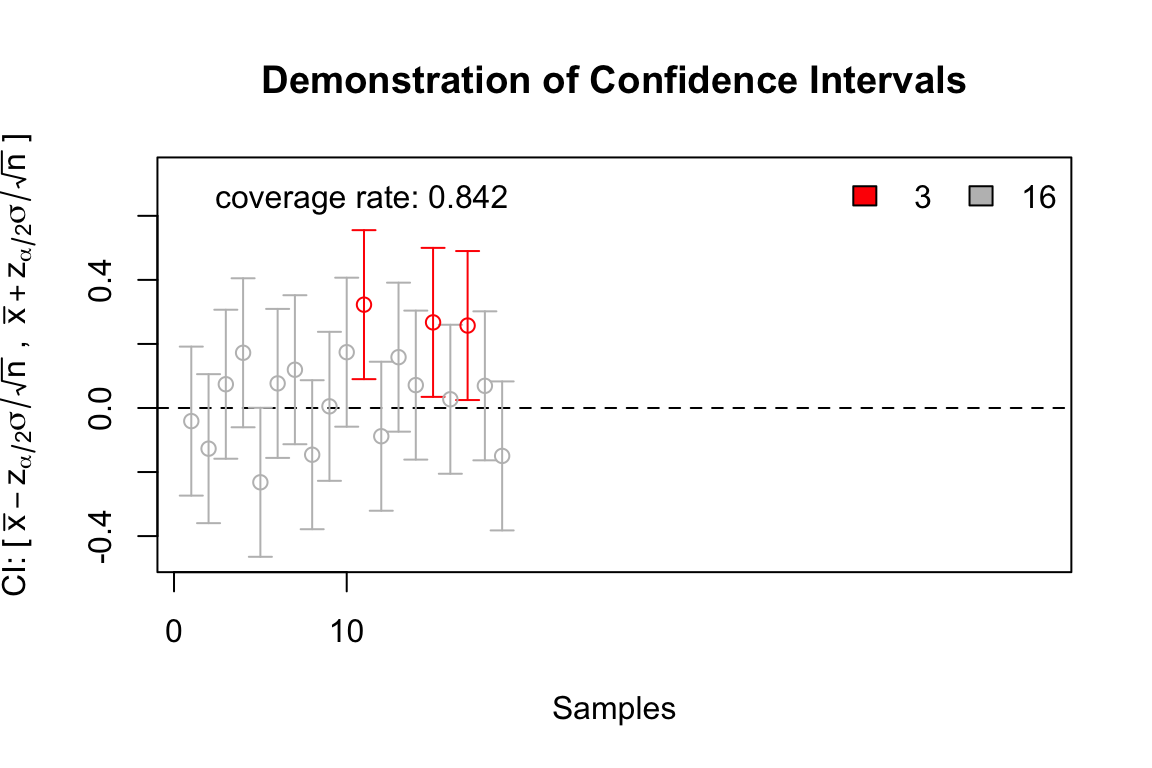 Demonstration of Confidence Intervals
CI: [ x̅ − zα/2σ/√n , x̅ + zα/2σ/√n ]
coverage rate: 0.842
3 16
0.4
0.0
-0.4
0 10
Samples